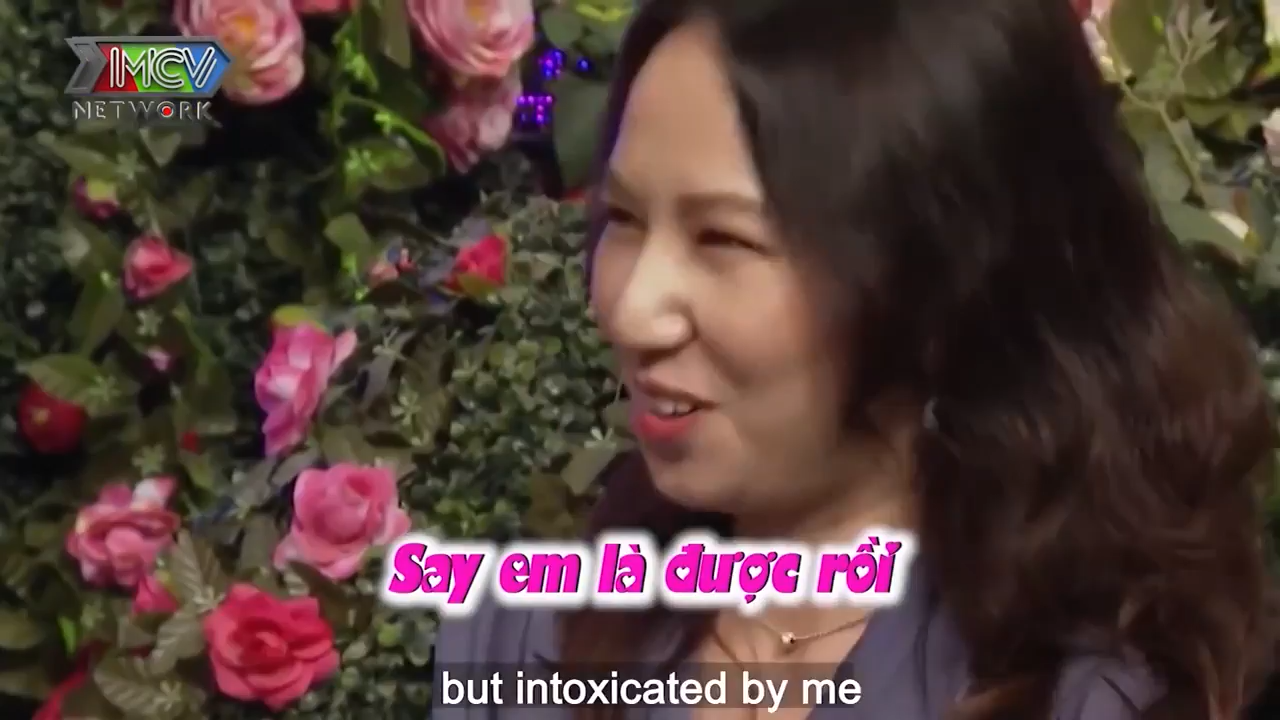 MCV
NETWORK
Say em là được rồi
but intoxicated by me